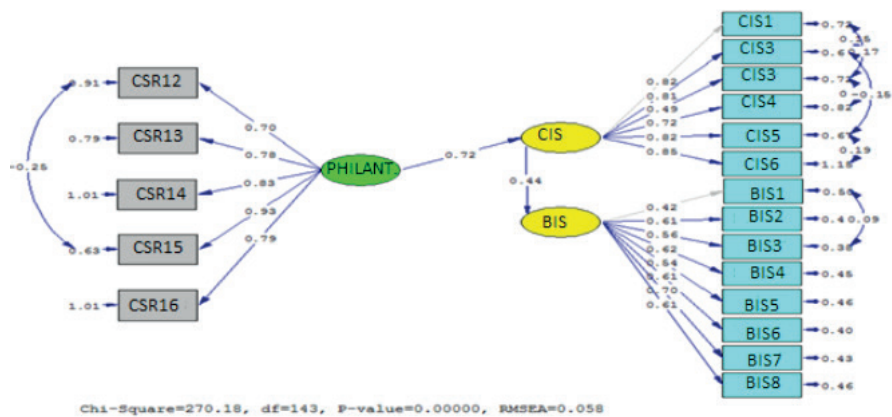 0.91 CSR12
0.79 CSR13
-0.25
1.01 CSR14
0.63 CSR15
1.01 CSR16
0.70
0.78
0.83
0.93
0.79
PHILANT.
0.72
CIS
0.44
BIS
0.82
0.81
0.49
0.72
0.82
0.85
0.42
0.61
0.56
0.62
0.54
0.61
0.70
0.61
CIS1 0.72
CIS3
CIS3
CIS4 0.82
CIS5 0.67
CIS6 1.15
BIS1
BIS2
BIS3 0.38
BIS4 0.45
BIS5 0.46
BIS6 0.40
BIS7 0.43
BIS8 0.46
-0.15
0.19
0.09
Chi-Square=270.18, df=143, P-value=0.00000, RMSEA=0.058